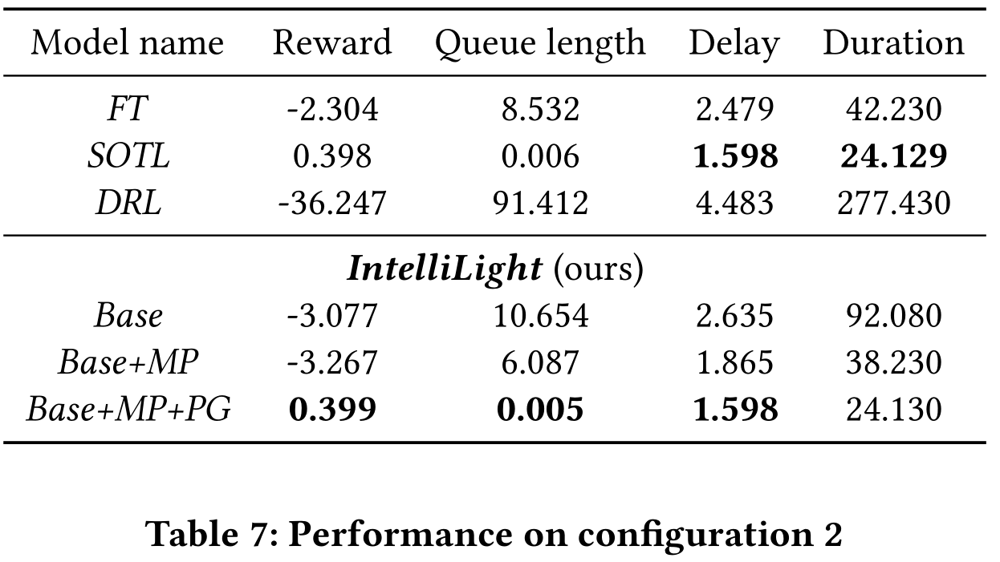 Model name Reward Queue length Delay Duration
FT -2.304 8.532 2.479 42.230
SOTL 0.398 0.006 1.598 24.129
DRL -36.247 91.412 4.483 277.430
IntelliLight (ours)
Base -3.077 10.654 2.635 92.080
Base+MP -3.267 6.087 1.865 38.230
Base+MP+PG 0.399 0.005 1.598 24.130
Table 7: Performance on configuration 2